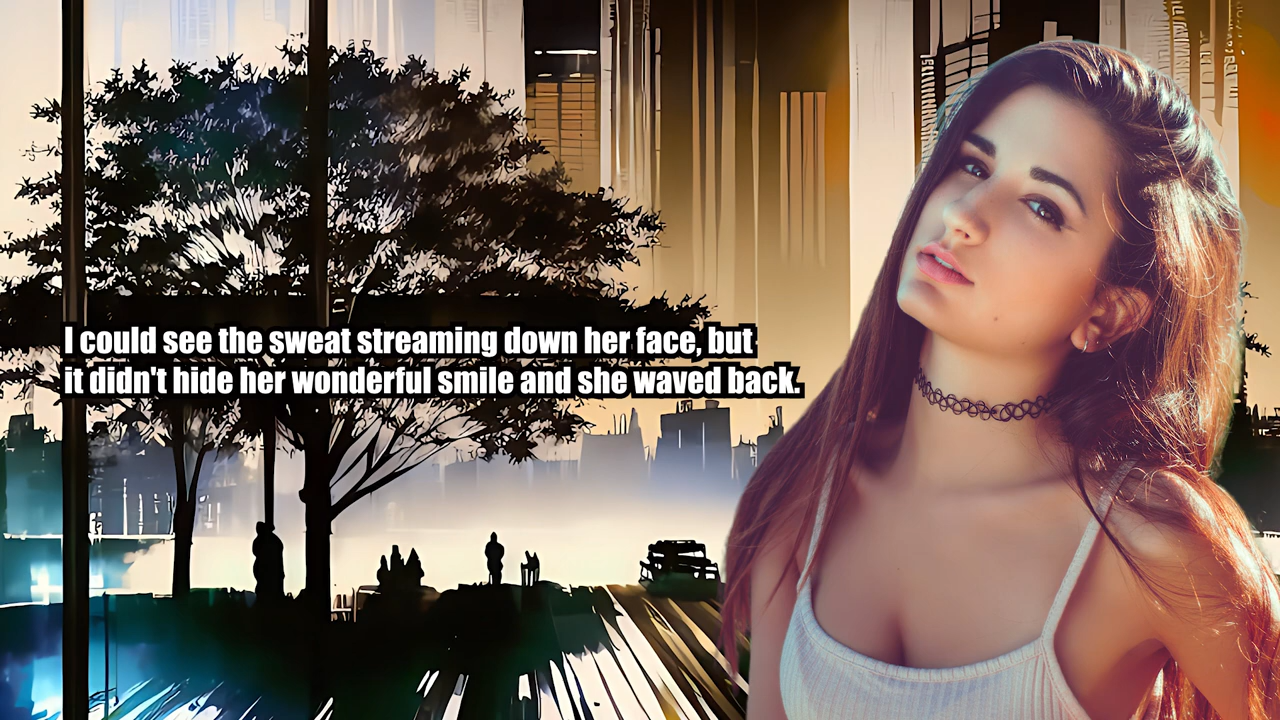 I could see the sweat streaming down her face, but
it didn't hide her wonderful smile and she waved back.